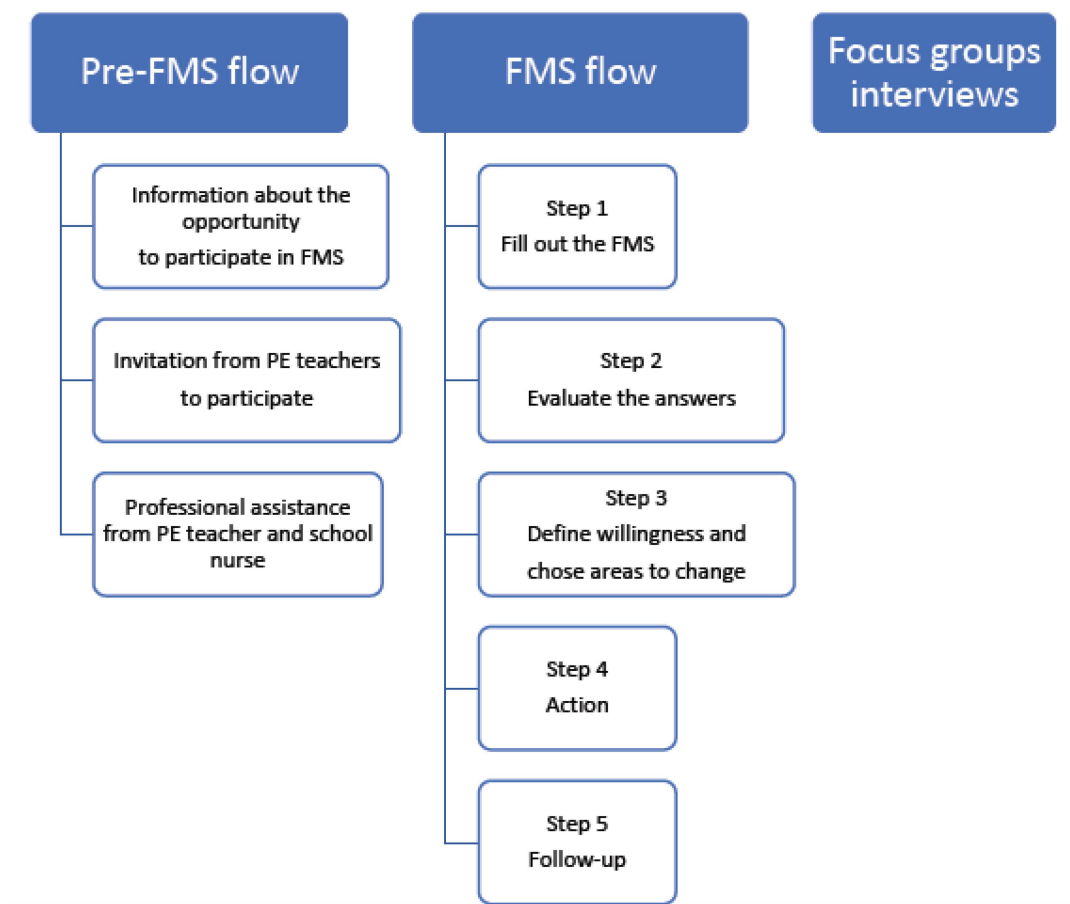 Pre-FMS flow
Information about the
opportunity
to participate in FMS
Invitation from PE teachers
to participate
Professional assistance
from PE teacher and school
nurse
FMS flow
Step 1
Fill out the FMS
Step 2
Evaluate the answers
Step 3
Define willingness and
chose areas to change
Step 4
Action
Step 5
Follow-up
Focus groups
interviews